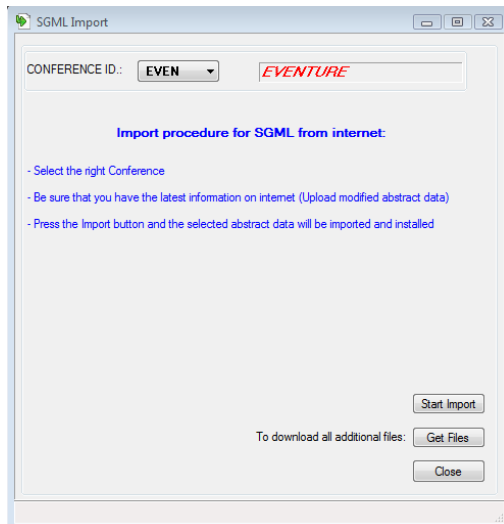 SGML Import
CONFERENCE ID.: EVEN EVENTURE
Import procedure for SGML from internet:
- Select the right Conference
- Be sure that you have the latest information on internet (Upload modified abstract data)
- Press the Import button and the selected abstract data will be imported and installed
Start Import
To download all additional files: Get Files
Close